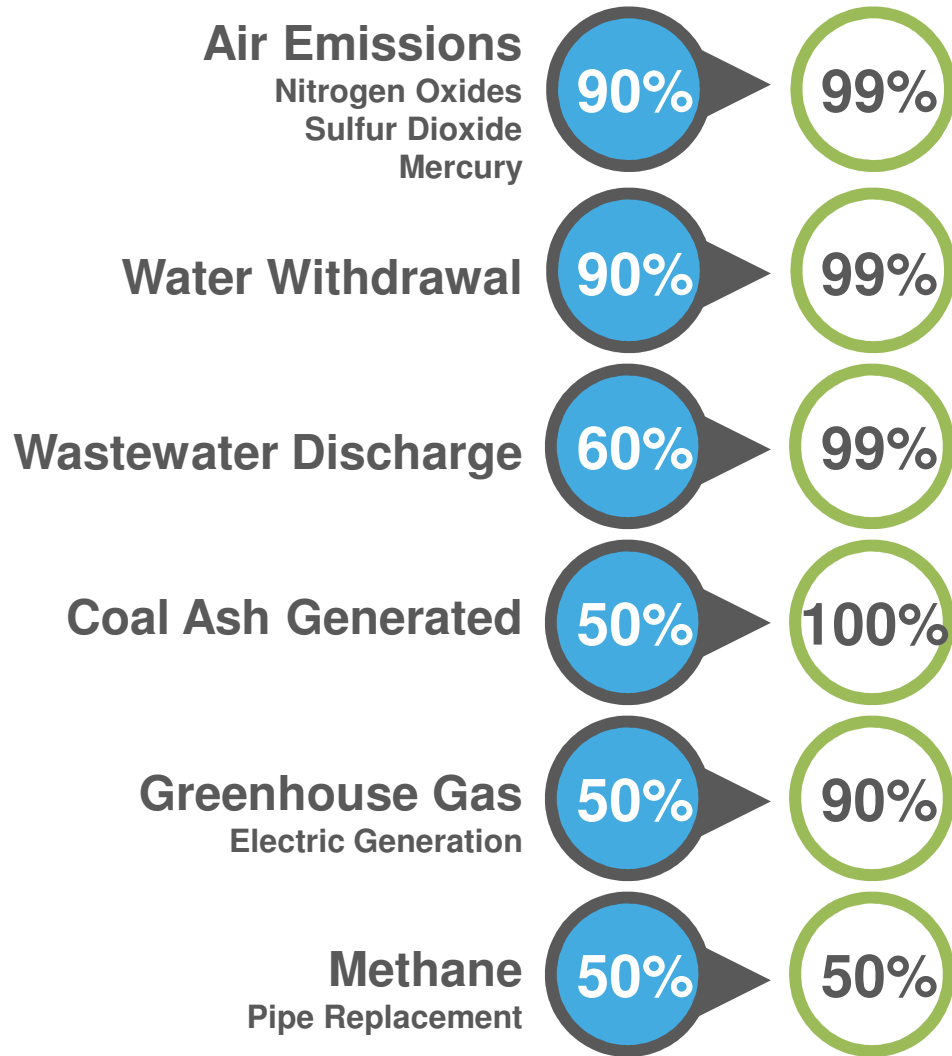 Air Emissions
Nitrogen Oxides
Sulfur Dioxide
Mercury
90%
99%
Water Withdrawal
90%
99%
Wastewater Discharge
60%
99%
Coal Ash Generated
50%
100%
Greenhouse Gas
Electric Generation
50%
90%
Methane
Pipe Replacement
50%
50%